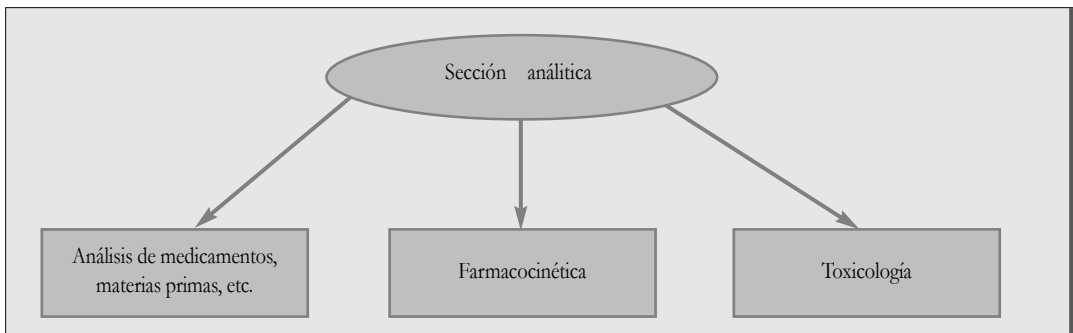 Sección análitica
Análisis de medicamentos,
materias primas, etc.
Farmacocinética
Toxicología